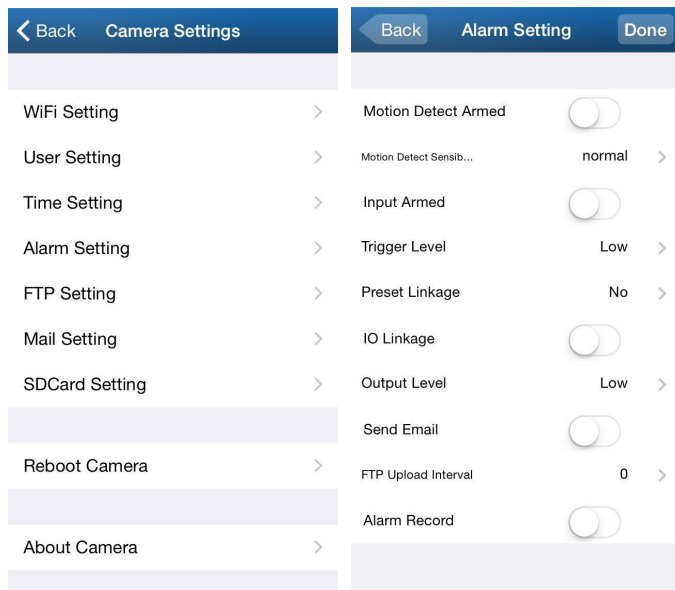 Back Camera Settings
WiFi Setting
User Setting
Time Setting
Alarm Setting
FTP Setting
Mail Setting
SDCard Setting
Reboot Camera
About Camera
Back Alarm Setting Done
Motion Detect Armed
Motion Detect Sensib... normal
Input Armed
Trigger Level Low
Preset Linkage No
IO Linkage
Output Level Low
Send Email
FTP Upload Interval 0
Alarm Record